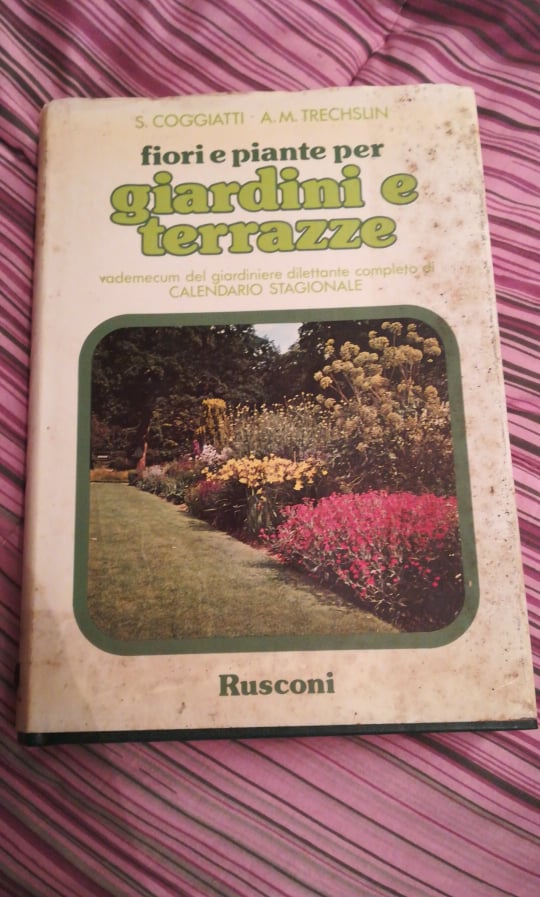 S. COGGIATTI · A. M. TRECHSLIN
fiori e piante per
giardini e
terrazze
vademecum del giardiniere dilettante completo di
CALENDARIO STAGIONALE
Rusconi